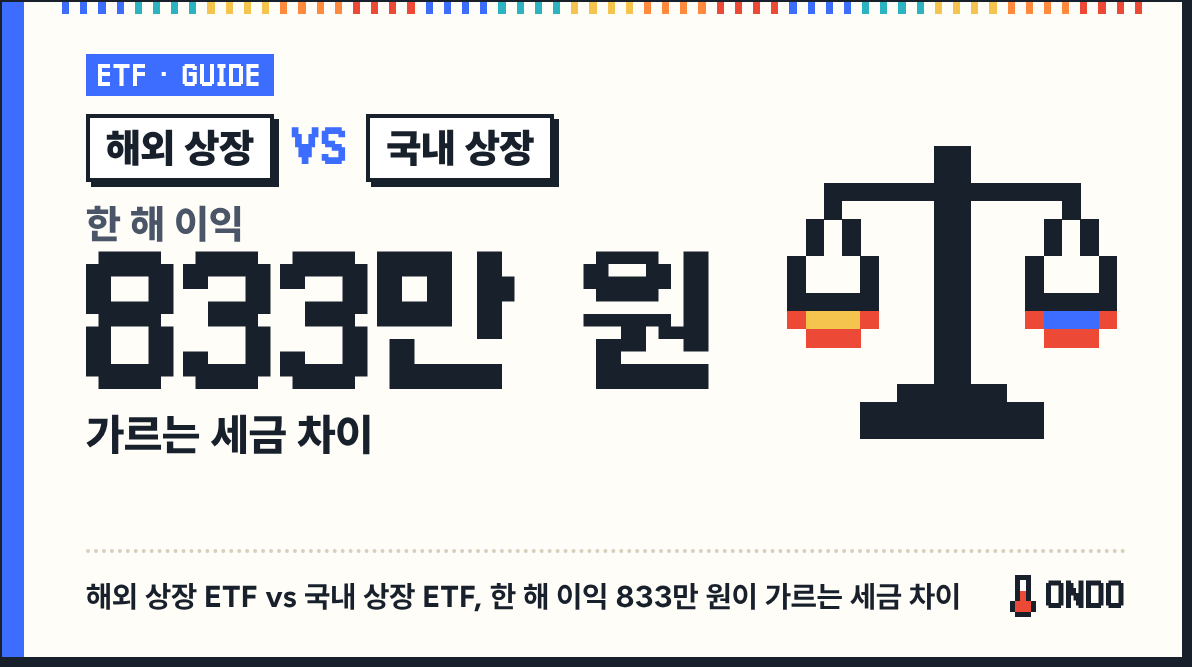 ETF · GUIDE
해외 상장 VS 국내 상장
한 해 이익
833만 원
가르는 세금 차이
해외 상장 ETF vs 국내 상장 ETF, 한 해 이익 833만 원이 가르는 세금 차이
ONDO